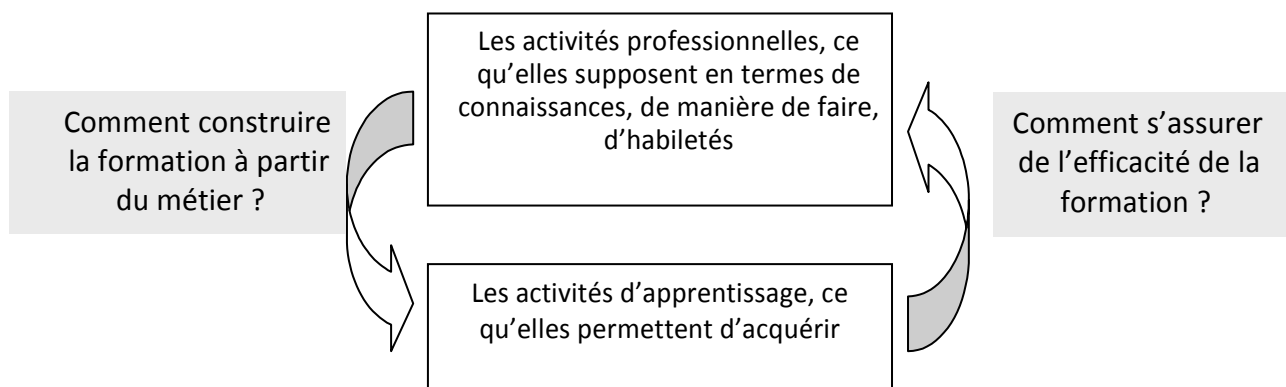 Les activités professionnelles, ce
qu’elles supposent en termes de
connaissances, de manière de faire,
d’habiletés
Comment construire
la formation à partir
du métier ?
Comment s’assurer
de l’efficacité de la
formation ?
Les activités d’apprentissage, ce
qu’elles permettent d’acquérir